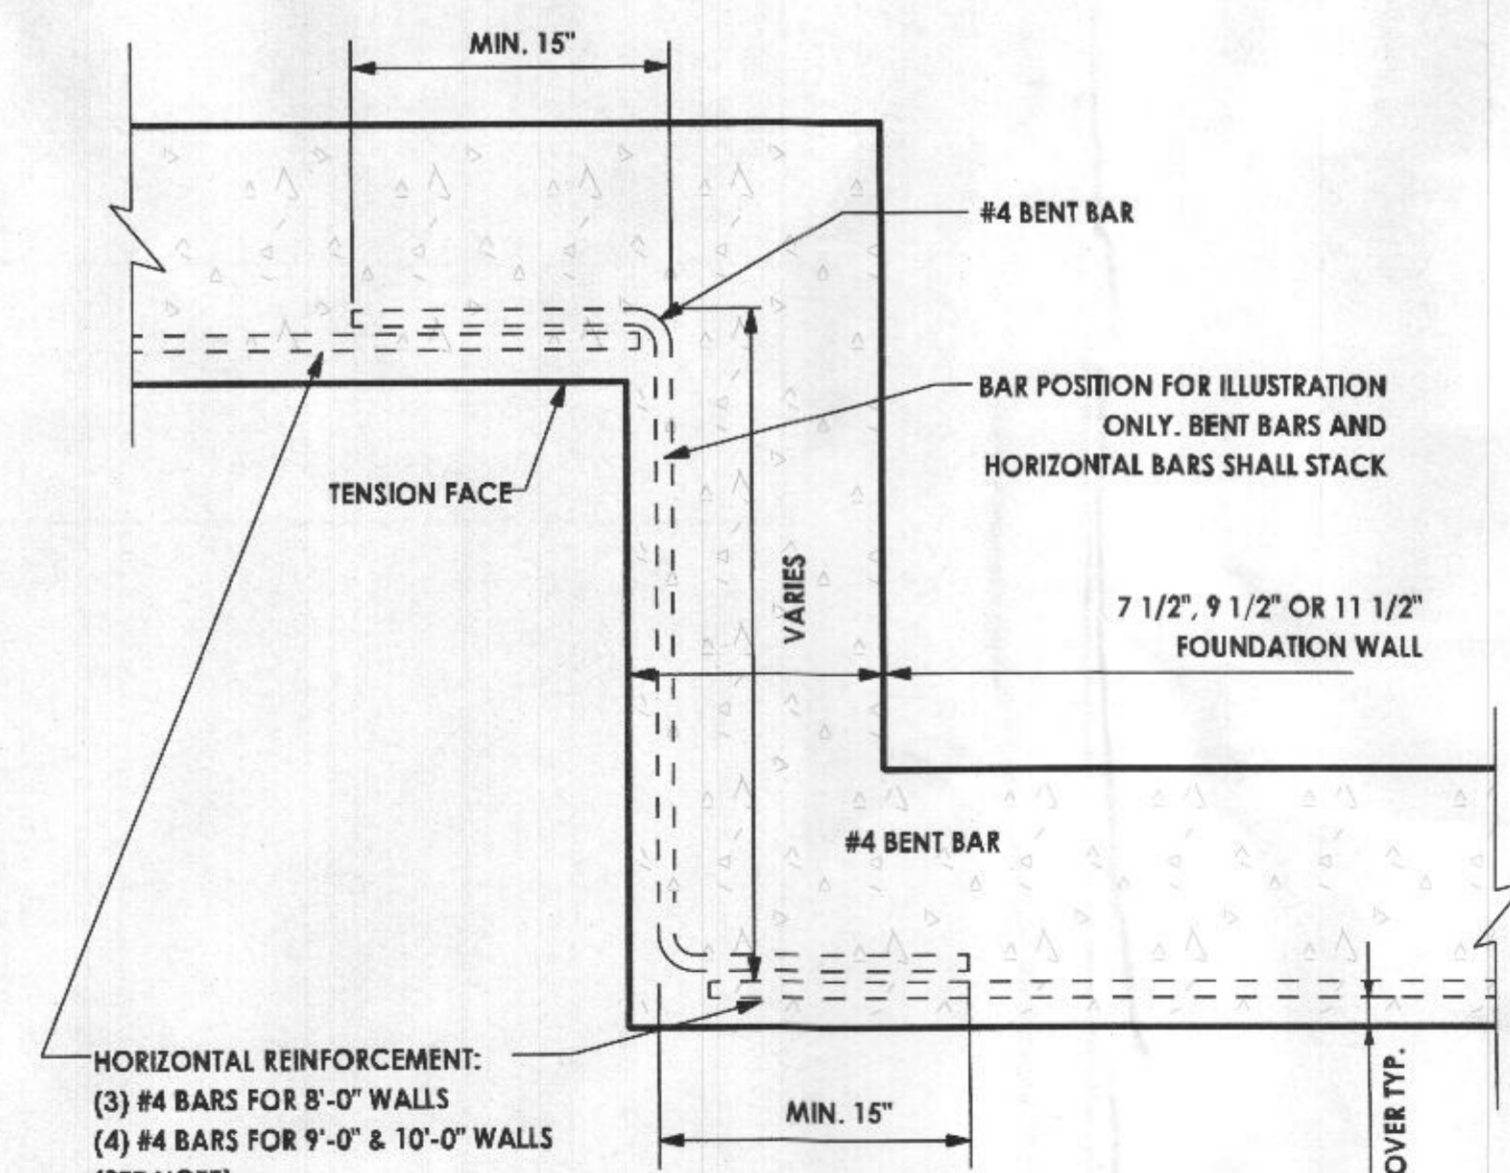 MIN. 15"
#4 BENT BAR
BAR POSITION FOR ILLUSTRATION
ONLY. BENT BARS AND
HORIZONTAL BARS SHALL STACK
TENSION FACE
VARIES
7 1/2", 9 1/2" OR 11 1/2"
FOUNDATION WALL
#4 BENT BAR
HORIZONTAL REINFORCEMENT:
(3) #4 BARS FOR 8'-0" WALLS
(4) #4 BARS FOR 9'-0" & 10'-0" WALLS
MIN. 15"
TYP.